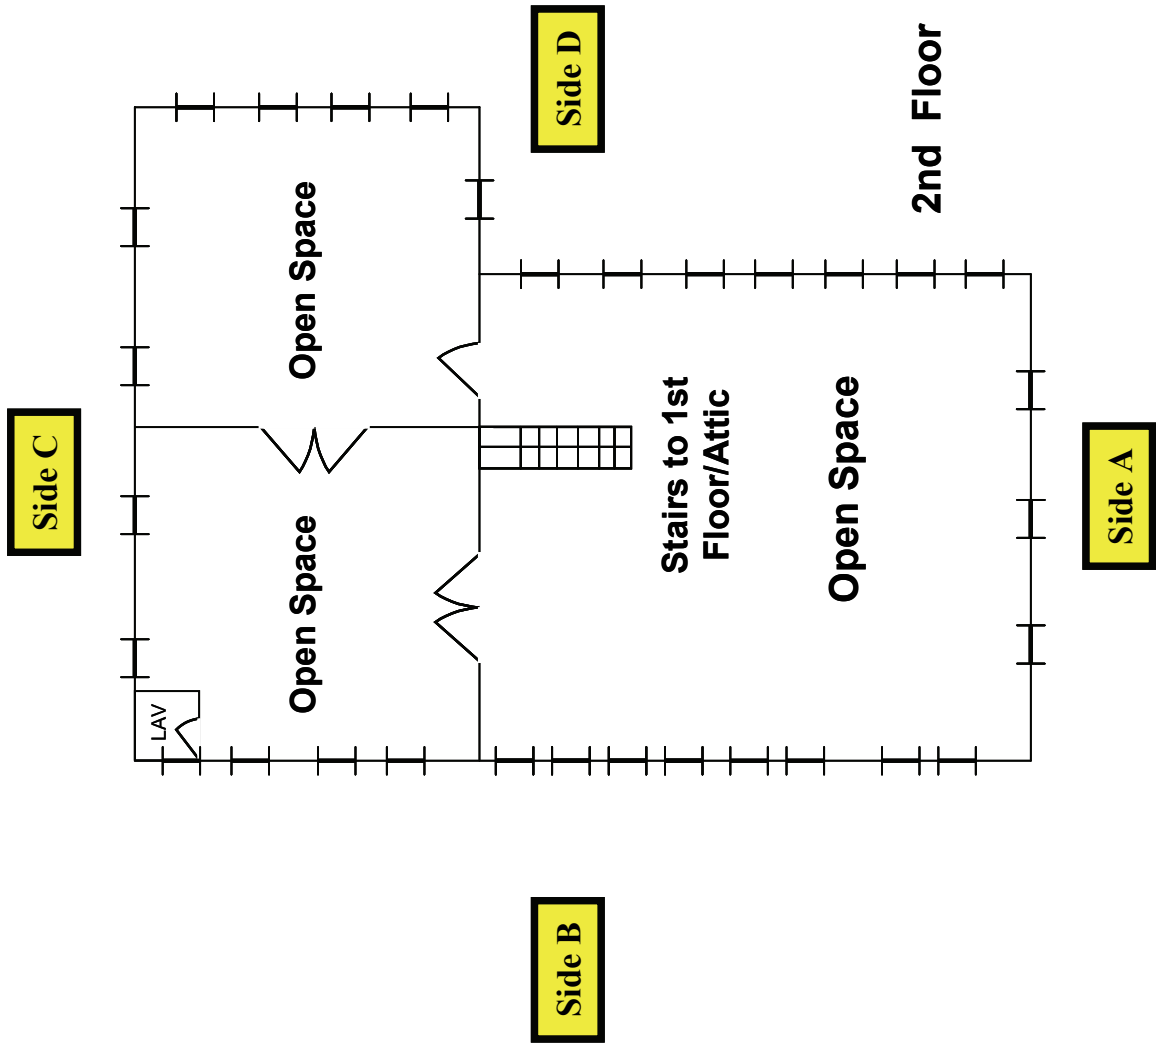 Side C
LAV
Open Space
Open Space
Side B
Side D
Stairs to 1st
Floor/Attic
Open Space
2nd Floor
Side A